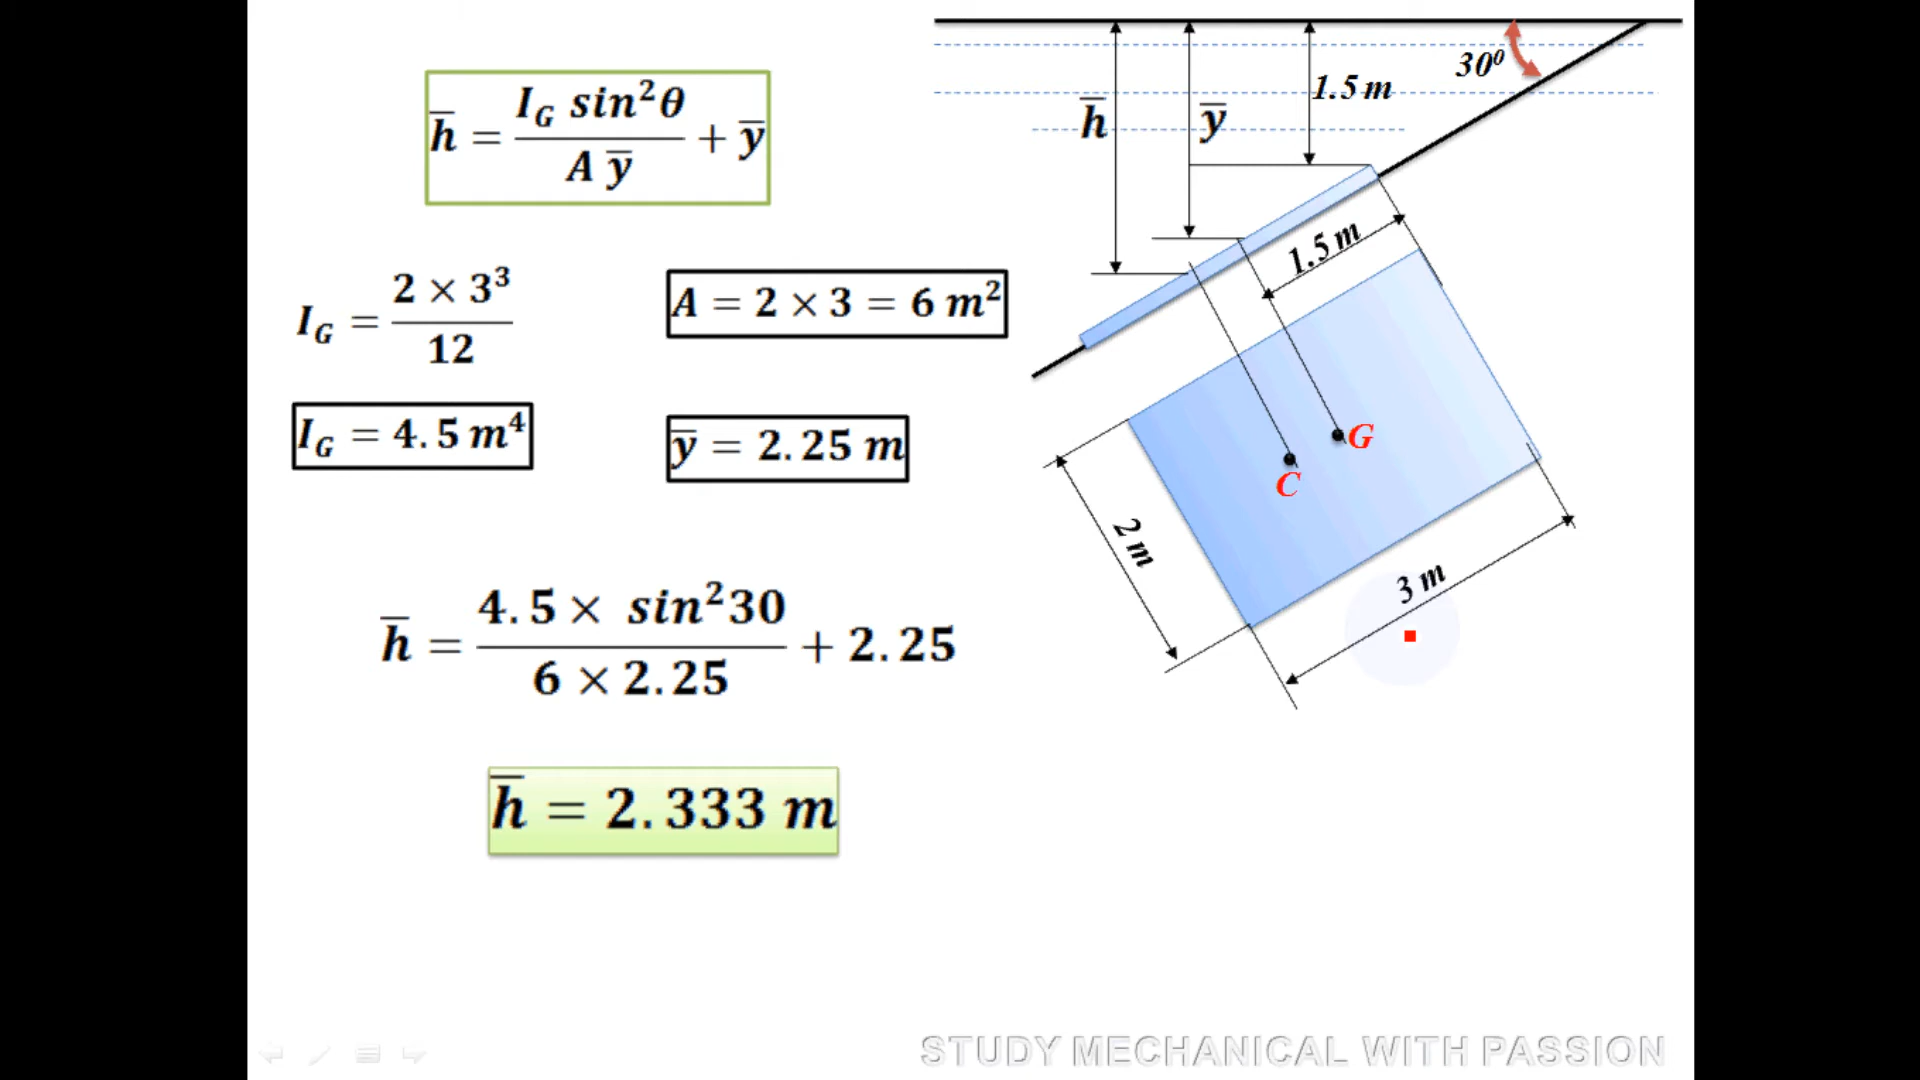 h̅ = I_G sin²θ / A y̅ + y̅
I_G = 2 × 3³ / 12
A = 2 × 3 = 6 m²
I_G = 4.5 m⁴
y̅ = 2.25 m
h̅ = 4.5 × sin²30 / 6 × 2.25 + 2.25
h̅ = 2.333 m
30⁰
1.5 m
h̅
y̅
1.5 m
G
C
2 m
3 m
STUDY MECHANICAL WITH PASSION